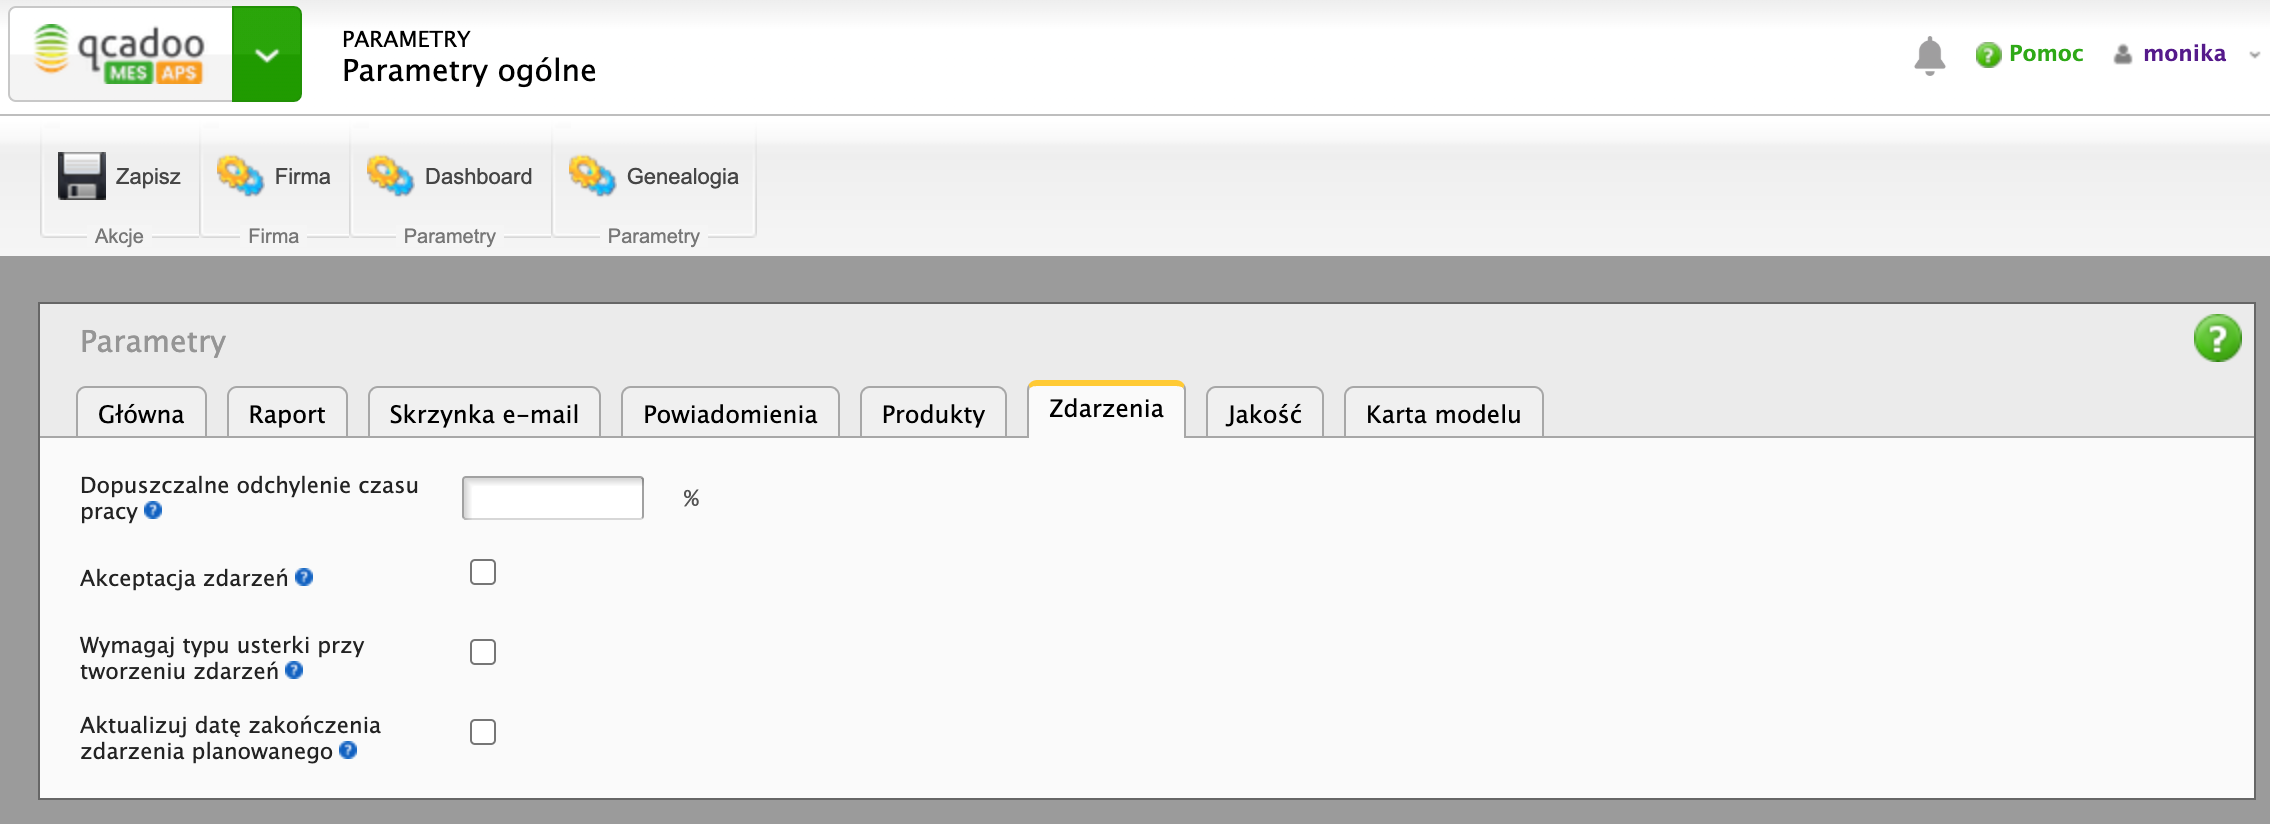 qcadoo
MES APS
PARAMETRY
Parametry ogólne
Pomoc
monika
Zapisz
Firma
Dashboard
Genealogia
Akcje
Firma
Parametry
Parametry
Parametry
Główna
Raport
Skrzynka e-mail
Powiadomienia
Produkty
Zdarzenia
Jakość
Karta modelu
Dopuszczalne odchylenie czasu
pracy
%
Akceptacja zdarzeń
Wymagaj typu usterki przy
tworzeniu zdarzeń
Aktualizuj datę zakończenia
zdarzenia planowanego